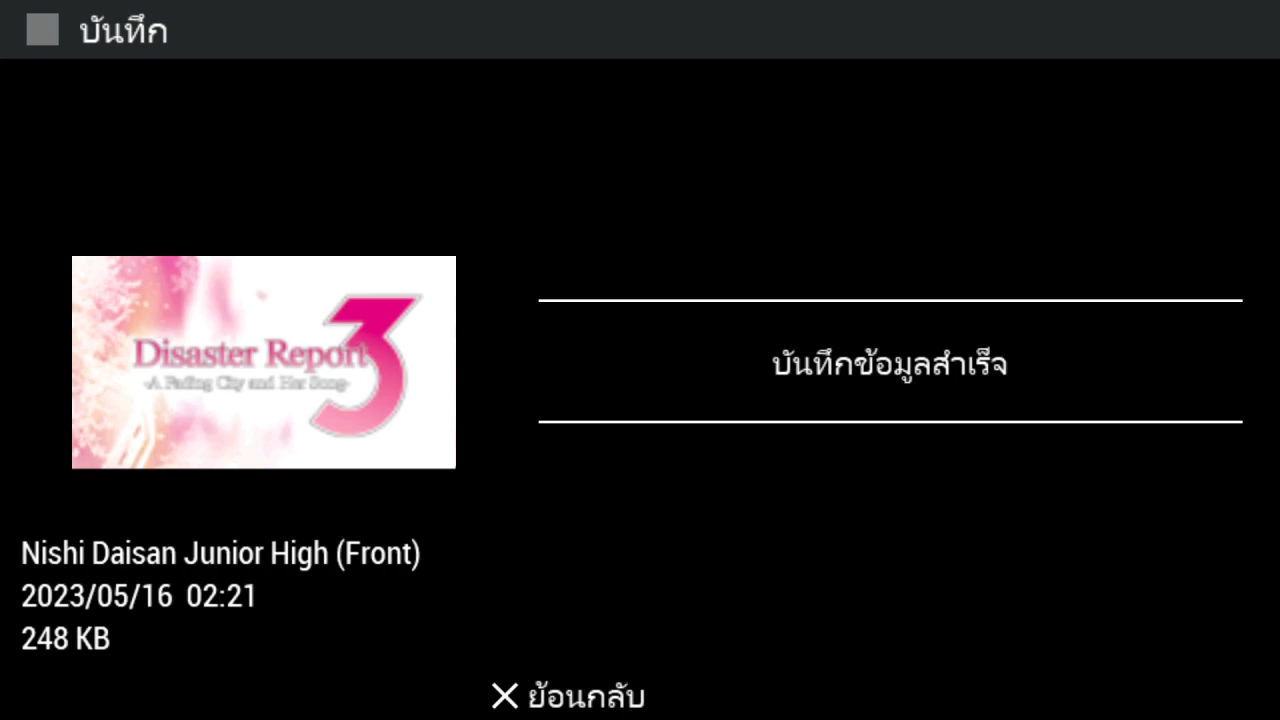 บันทึก
Disaster Report 3
-A Fading City and Her Song-
บันทึกข้อมูลสำเร็จ
Nishi Daisan Junior High (Front)
2023/05/16 02:21
248 KB
ย้อนกลับ